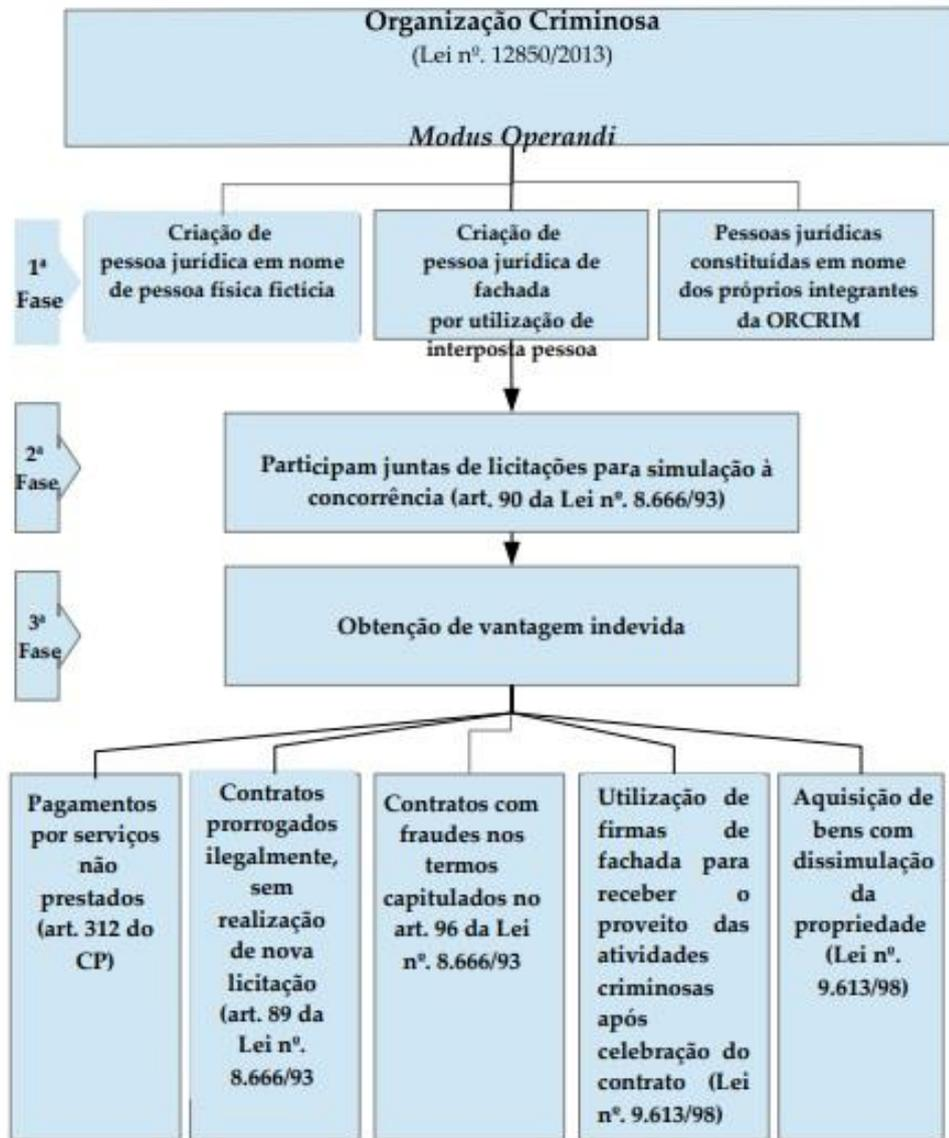 Organização Criminosa
(Lei nº. 12850/2013)
Modus Operandi
1ª
Fase
Criação de
pessoa jurídica em nome
de pessoa física fictícia
Criação de
pessoa jurídica de
fachada
por utilização de
interposta pessoa
Pessoas jurídicas
constituídas em nome
dos próprios integrantes
da ORCRIM
2ª
Fase
Participam juntas de licitações para simulação à
concorrência (art. 90 da Lei nº. 8.666/93)
3ª
Fase
Obtenção de vantagem indevida
Pagamentos
por serviços
não
prestados
(art. 312 do
CP)
Contratos
prorrogados
ilegalmente,
sem
realização
de nova
licitação
(art. 89 da
Lei nº.
8.666/93
Contratos com
fraudes nos
termos
capitulados no
art. 96 da Lei
nº. 8.666/93
Utilização de
firmas de
fachada para
receber o
proveito das
atividades
criminosas
após
celebração do
contrato (Lei
nº. 9.613/98)
Aquisição de
bens com
dissimulação
da
propriedade
(Lei nº.
9.613/98)